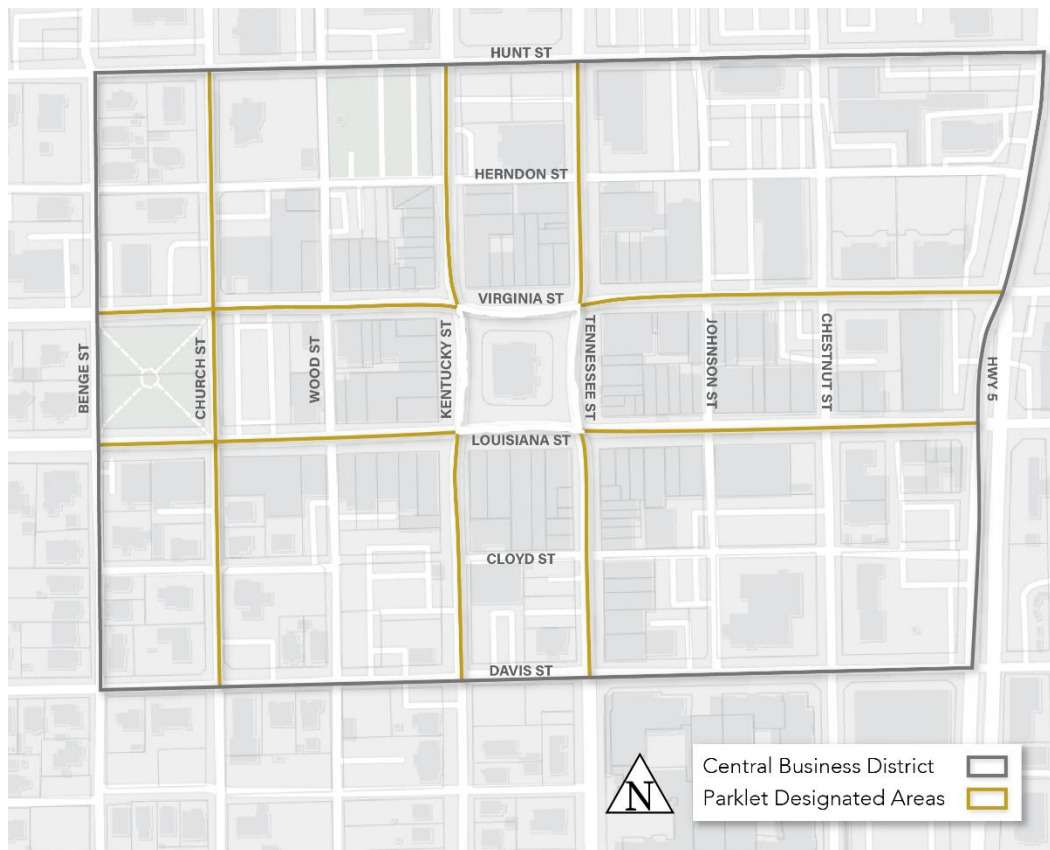 HUNT ST
HERNDON ST
VIRGINIA ST
BENGE ST
CHURCH ST
WOOD ST
KENTUCKY ST
TENNESSEE ST
JOHNSON ST
CHESTNUT ST
HWY 5
LOUISIANA ST
CLOYD ST
DAVIS ST
N
Central Business District
Parklet Designated Areas